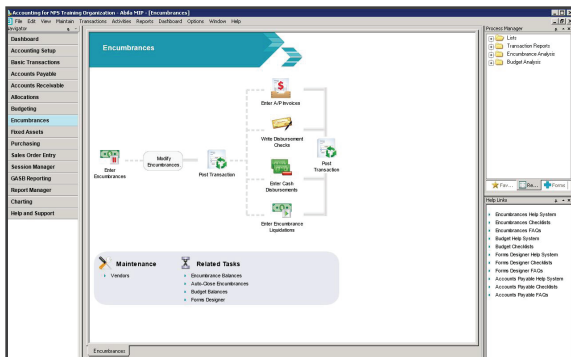 Accounting for NPS Training Organization - Abila MIP - [Encumbrances]
File Edit View Maintain Transactions Activities Reports Dashboard Options Window Help
Navigator
Dashboard
Accounting Setup
Basic Transactions
Accounts Payable
Accounts Receivable
Allocations
Budgeting
Encumbrances
Fixed Assets
Purchasing
Sales Order Entry
Session Manager
GASB Reporting
Report Manager
Charting
Help and Support
Encumbrances
Enter A/P Invoices
Write Disbursement
Checks
Enter
Encumbrances
Modify
Encumbrances
Post Transaction
Post
Transaction
Enter Cash
Disbursements
Enter Encumbrance
Liquidations
Maintenance
Vendors
Related Tasks
Encumbrance Balances
Auto-Close Encumbrances
Budget Balances
Forms Designer
Encumbrances
Process Manager
Lists
Transaction Reports
Encumbrance Analysis
Budget Analysis
Fav... Re... Forms
Help Links
Encumbrances Help System
Encumbrances Checklists
Encumbrances FAQs
Budget Help System
Budget Checklists
Forms Designer Help System
Forms Designer Checklists
Forms Designer FAQs
Accounts Payable Help System
Accounts Payable Checklists
Accounts Payable FAQs